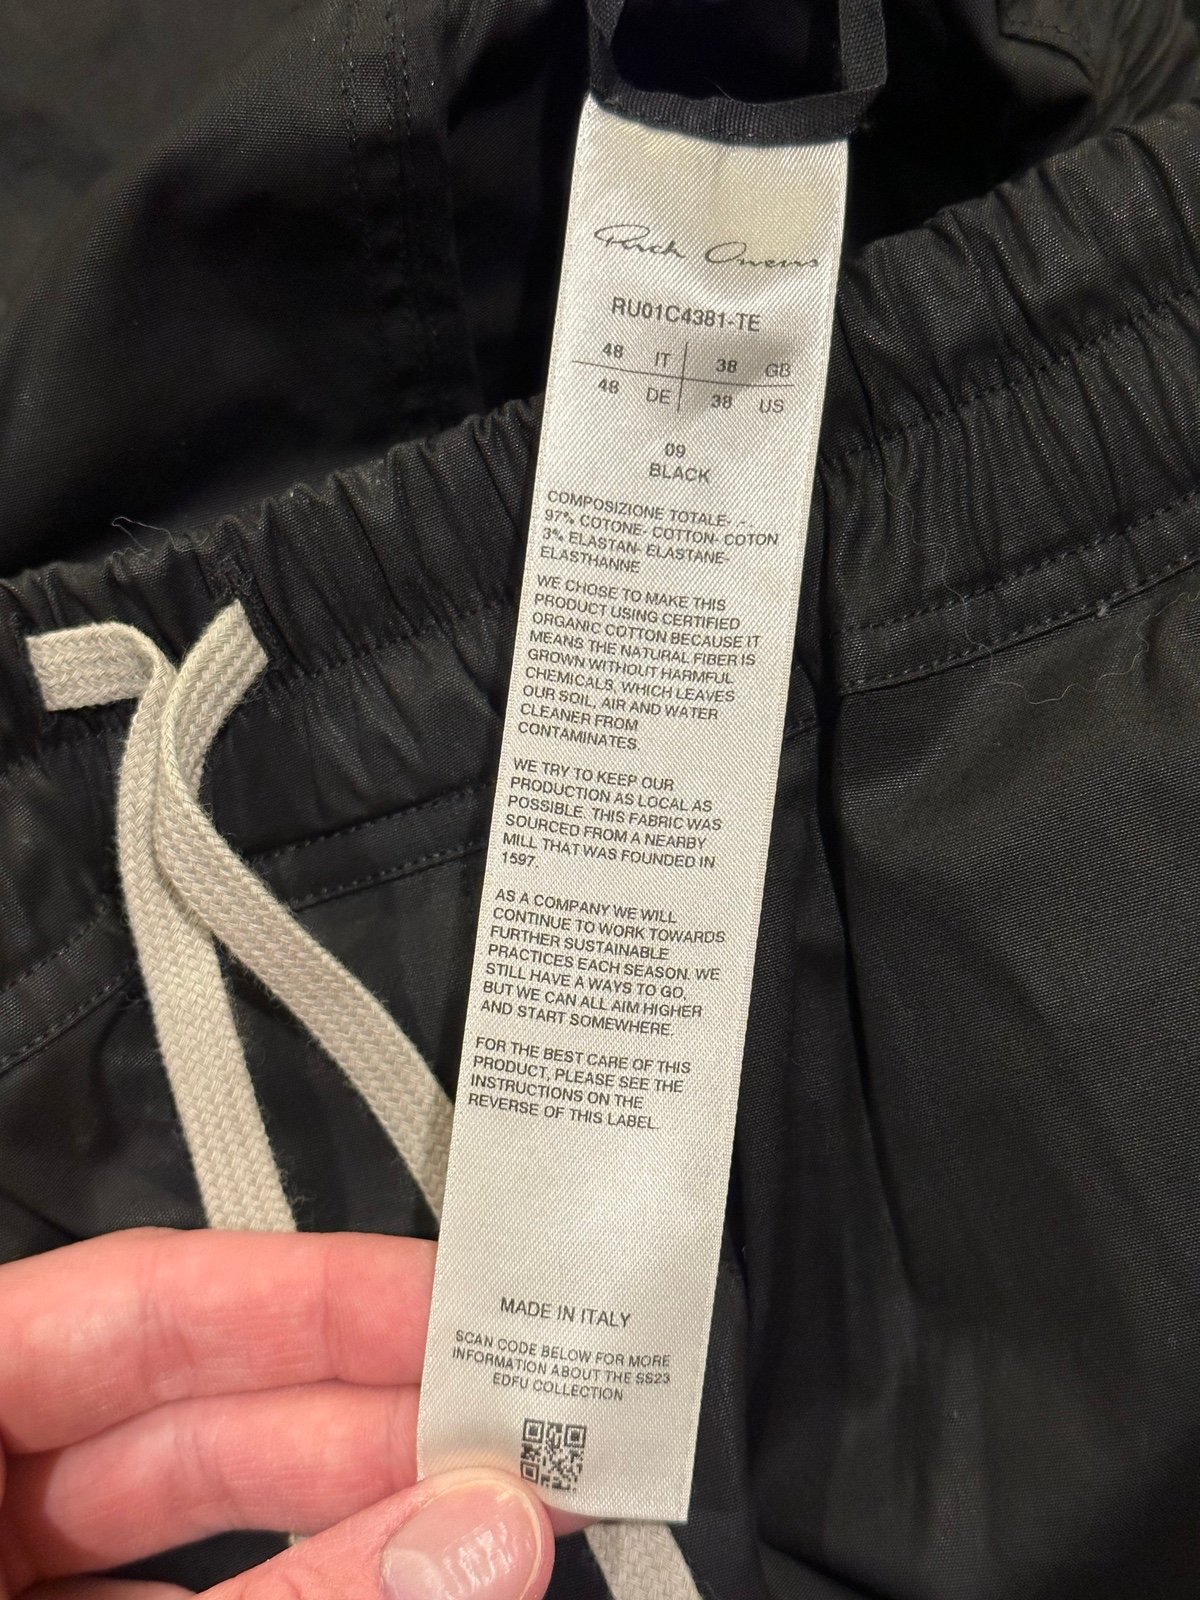 Rick Owens
RU01C4381-TE
48 IT 38 GB
48 DE 38 US
09
BLACK
COMPOSIZIONE TOTALE- - -
97% COTONE- COTTON- COTON
3% ELASTAN- ELASTANE-
ELASTHANNE
WE CHOSE TO MAKE THIS
PRODUCT USING CERTIFIED
ORGANIC COTTON BECAUSE IT
MEANS THE NATURAL FIBER IS
GROWN WITHOUT HARMFUL
CHEMICALS, WHICH LEAVES
OUR SOIL, AIR AND WATER
CLEANER FROM
CONTAMINATES.
WE TRY TO KEEP OUR
PRODUCTION AS LOCAL AS
POSSIBLE. THIS FABRIC WAS
SOURCED FROM A NEARBY
MILL THAT WAS FOUNDED IN
1597.
AS A COMPANY WE WILL
CONTINUE TO WORK TOWARDS
FURTHER SUSTAINABLE
PRACTICES EACH SEASON. WE
STILL HAVE A WAYS TO GO,
BUT WE CAN ALL AIM HIGHER
AND START SOMEWHERE.
FOR THE BEST CARE OF THIS
PRODUCT, PLEASE SEE THE
INSTRUCTIONS ON THE
REVERSE OF THIS LABEL.
MADE IN ITALY
SCAN CODE BELOW FOR MORE
INFORMATION ABOUT THE SS23
EDFU COLLECTION